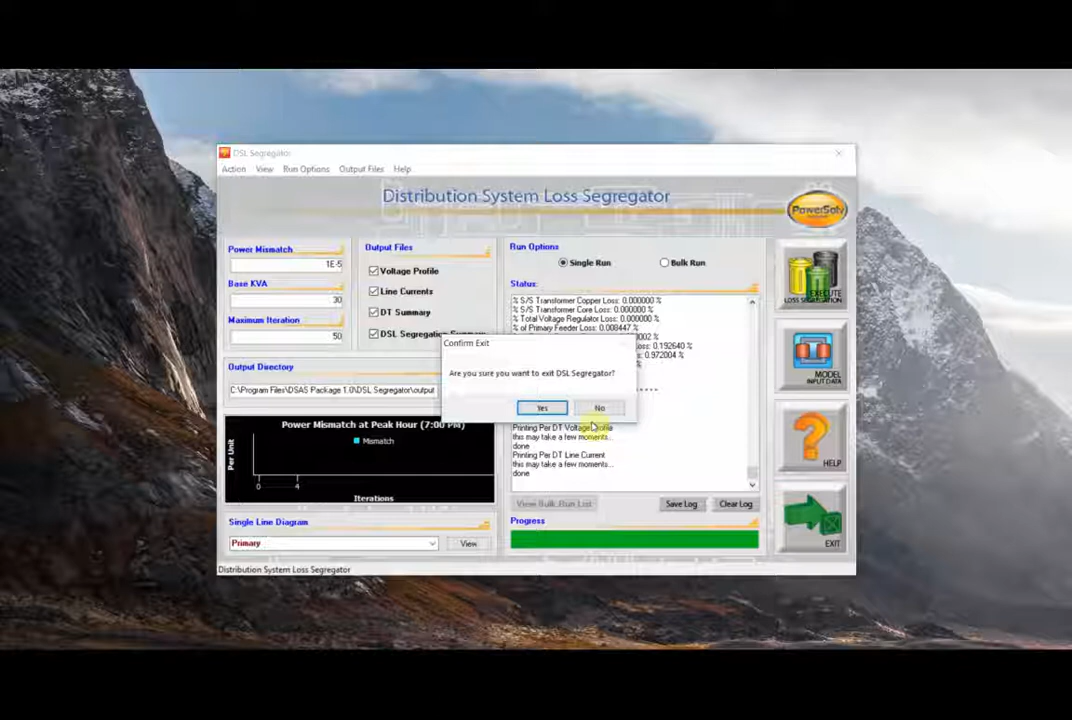 DSL Segregator
Action View Run Options Output Files Help
Distribution System Loss Segregator
PowerSolv
Power Mismatch
1E-5
Base KVA
30
Maximum Iteration
50
Output Files
Voltage Profile
Line Currents
DT Summary
DSL Segregation Summary
Output Directory
C:\Program Files\DSAS Package 1.0\DSL Segregator\output
Power Mismatch at Peak Hour (7:00 PM)
Mismatch
Per Unit
0 4
Iterations
Single Line Diagram
Primary
View
Run Options
Single Run Bulk Run
Status:
% S/S Transformer Copper Loss: 0.000000 %
% S/S Transformer Core Loss: 0.000000 %
% Total Voltage Regulator Loss: 0.000000 %
% of Primary Feeder Loss: 0.008447 %
0002 %
Loss: 0.192640 %
s: 0.972004 %
%
Confirm Exit
Are you sure you want to exit DSL Segregator?
Yes No
Printing Per DT Voltage Profile
this may take a few moments...
done
Printing Per DT Line Current
this may take a few moments...
done
View Bulk Run List Save Log Clear Log
Progress
EXECUTE
LOSS SEGREGATION
MODEL
INPUT DATA
HELP
EXIT
Distribution System Loss Segregator